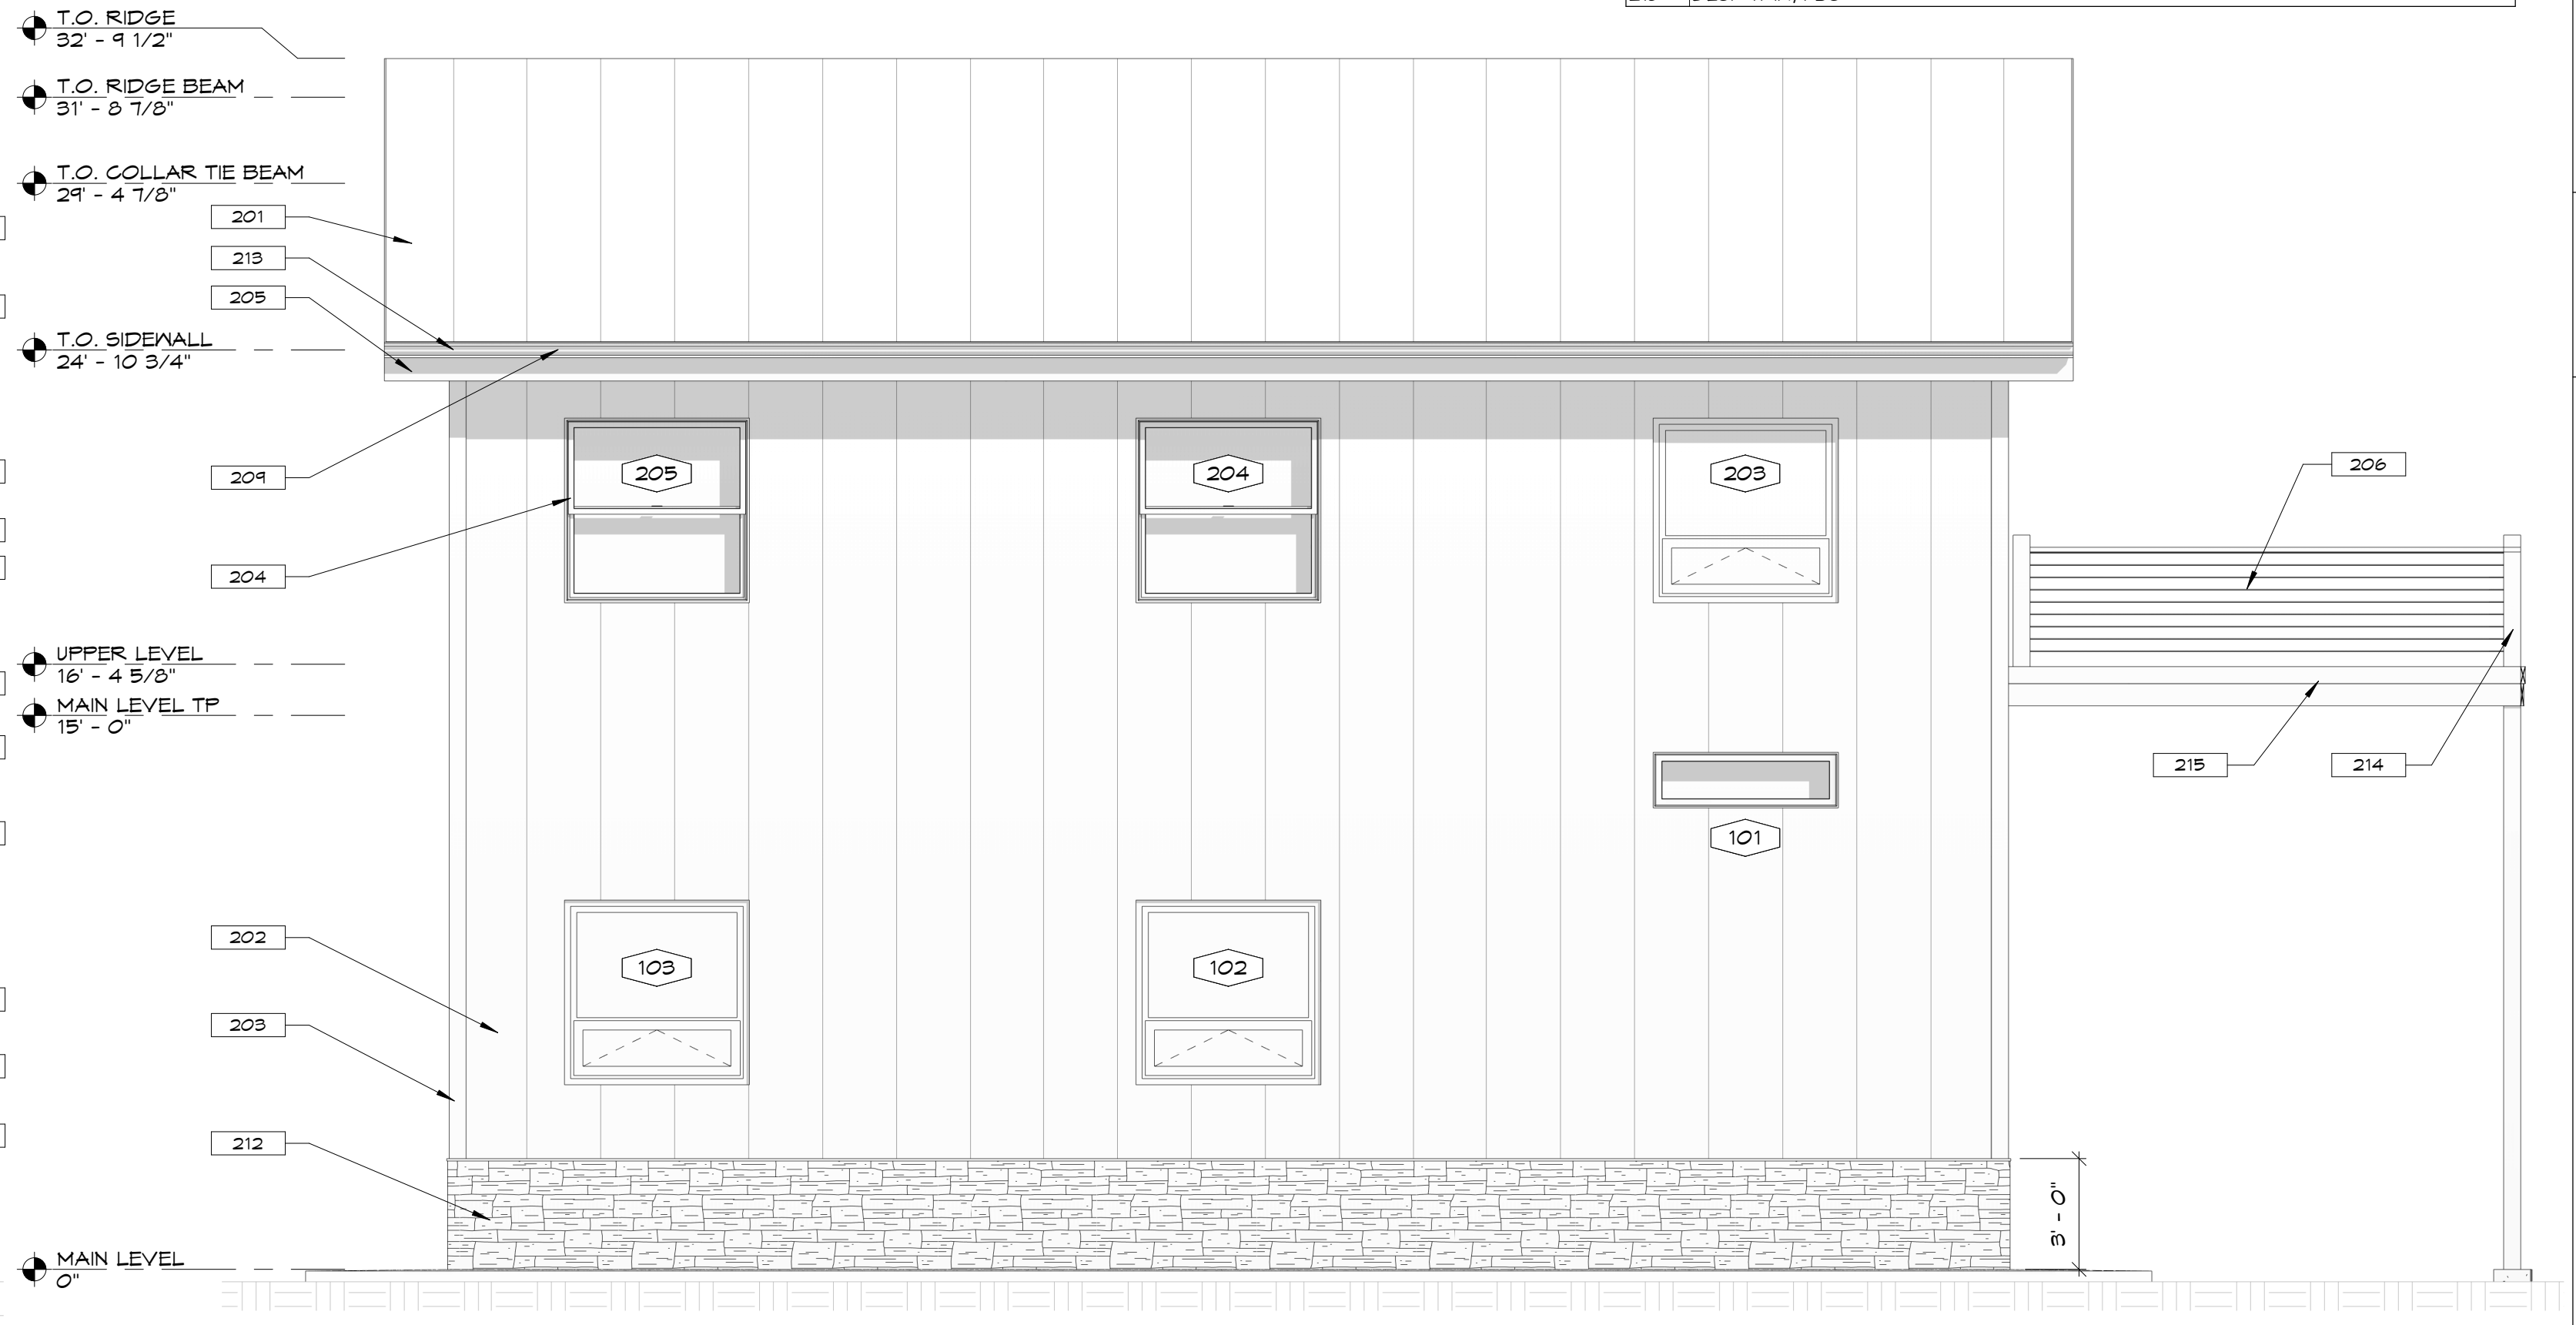 T.O. RIDGE
32' - 9 1/2"
T.O. RIDGE BEAM
31' - 8 7/8"
T.O. COLLAR TIE BEAM
29' - 4 7/8"
201
213
205
T.O. SIDEWALL
24' - 10 3/4"
209
204
205
204
203
206
UPPER LEVEL
16' - 4 5/8"
MAIN LEVEL TP
15' - 0"
215
214
101
202
203
103
102
212
3' - 0"
MAIN LEVEL
0"